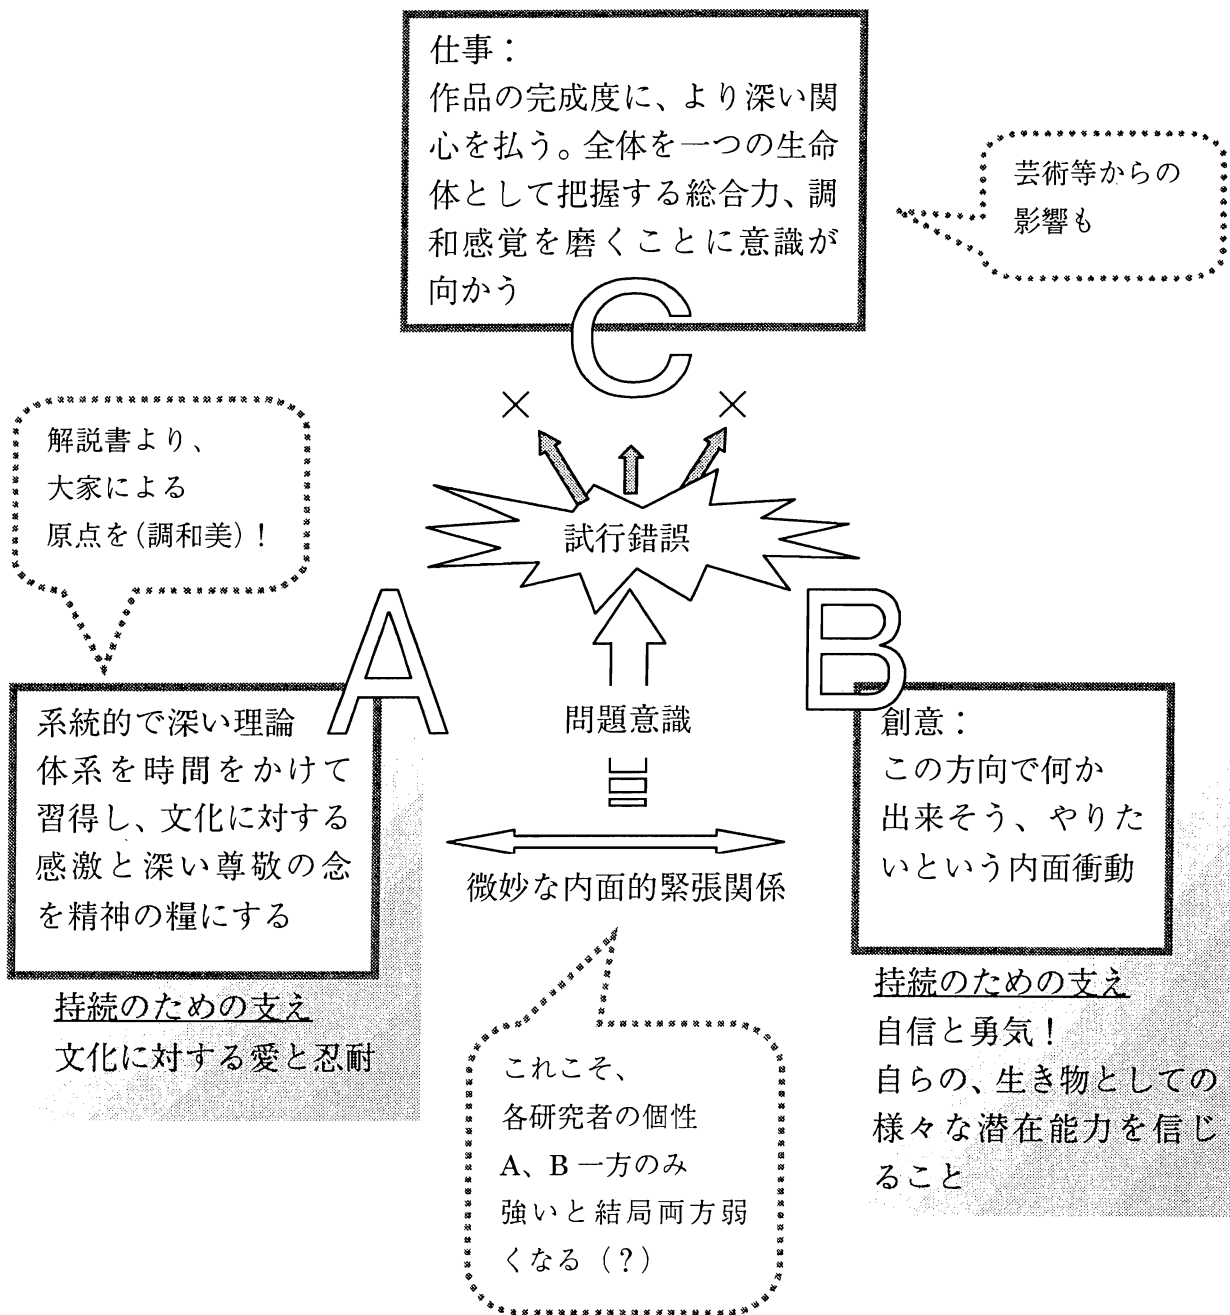 仕事：
作品の完成度に、より深い関
心を払う。全体を一つの生命
体として把握する総合力、調
和感覚を磨くことに意識が
向かう
C
芸術等からの
影響も
×
×
解説書より、
大家による
原点を(調和美)！
試行錯誤
A
B
系統的で深い理論
体系を時間をかけて
習得し、文化に対する
感激と深い尊敬の念
を精神の糧にする
持続のための支え
文化に対する愛と忍耐
問題意識
微妙な内面的緊張関係
これこそ、
各研究者の個性
A、B 一方のみ
強いと結局両方弱
くなる（？）
創意：
この方向で何か
出来そう、やりた
いという内面衝動
持続のための支え
自信と勇気！
自らの、生き物としての
様々な潜在能力を信じ
ること